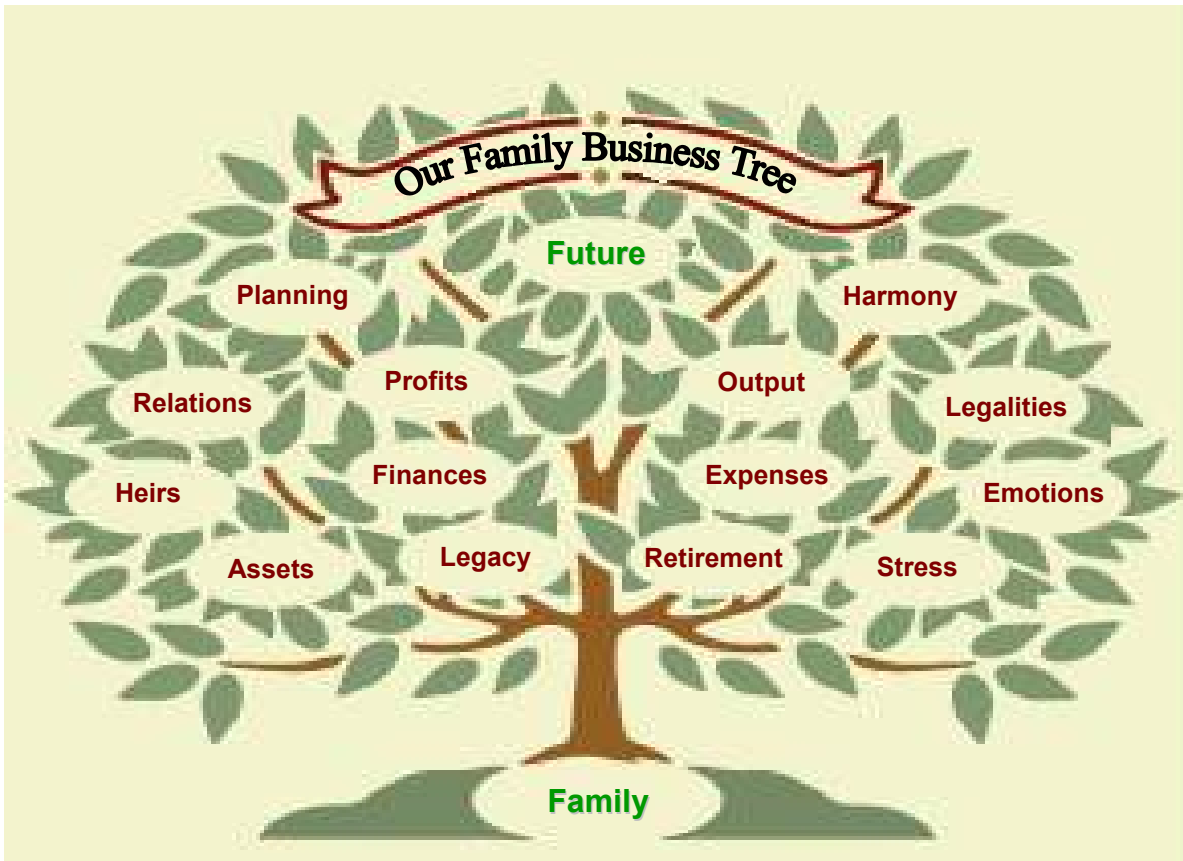 Our Family Business Tree
Future
Planning
Harmony
Profits
Output
Relations
Legalities
Finances
Expenses
Heirs
Emotions
Legacy
Retirement
Assets
Stress
Family